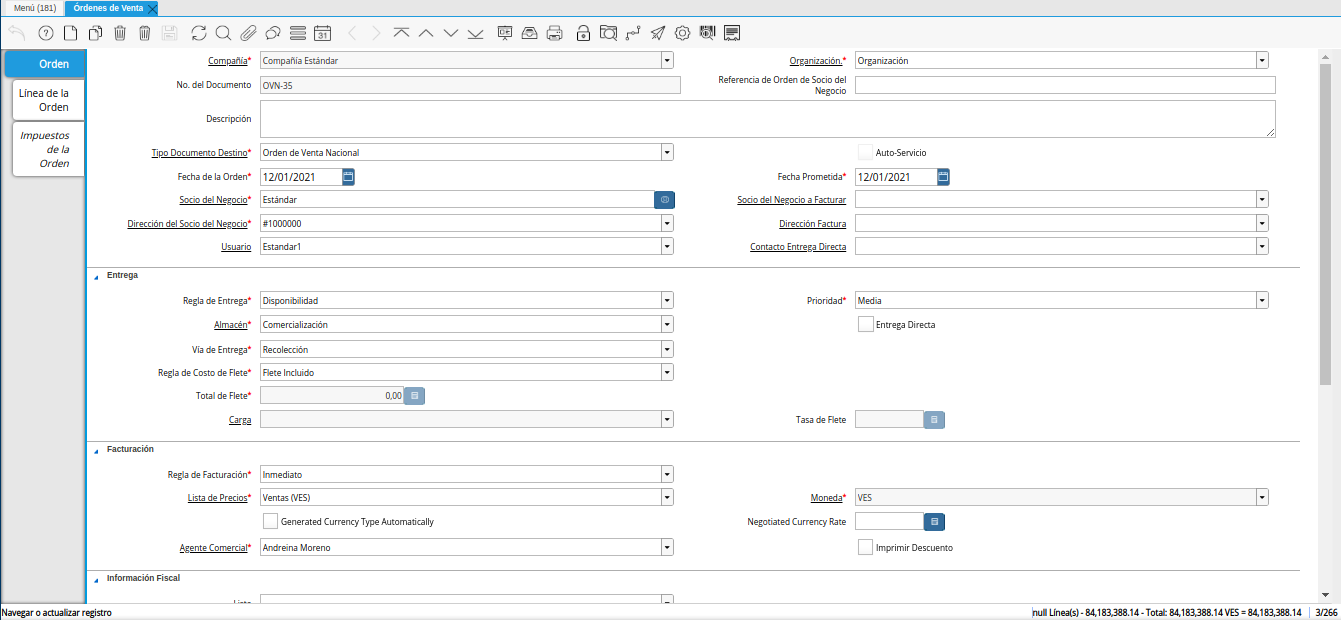 Menú (181)
Órdenes de Venta
31
Orden
Línea de la
Orden
Impuestos
de la
Orden
Compañía*
Compañía Estándar
Organización.*
Organización
No. del Documento
OVN-35
Referencia de Orden de Socio del
Negocio
Descripción
Tipo Documento Destino*
Orden de Venta Nacional
Auto-Servicio
Fecha de la Orden*
12/01/2021
Fecha Prometida*
12/01/2021
Socio del Negocio*
Estándar
Socio del Negocio a Facturar
Dirección del Socio del Negocio*
#1000000
Dirección Factura
Usuario
Estandar1
Contacto Entrega Directa
Entrega
Regla de Entrega*
Disponibilidad
Prioridad*
Media
Almacén*
Comercialización
Entrega Directa
Vía de Entrega*
Recolección
Regla de Costo de Flete*
Flete Incluido
Total de Flete*
0,00
Carga
Tasa de Flete
Facturación
Regla de Facturación*
Inmediato
Lista de Precios*
Ventas (VES)
Moneda*
VES
Generated Currency Type Automatically
Negotiated Currency Rate
Agente Comercial*
Andreina Moreno
Imprimir Descuento
Información Fiscal
Navegar o actualizar registro
null Línea(s) - 84,183,388.14 - Total: 84,183,388.14 VES = 84,183,388.14
3/266